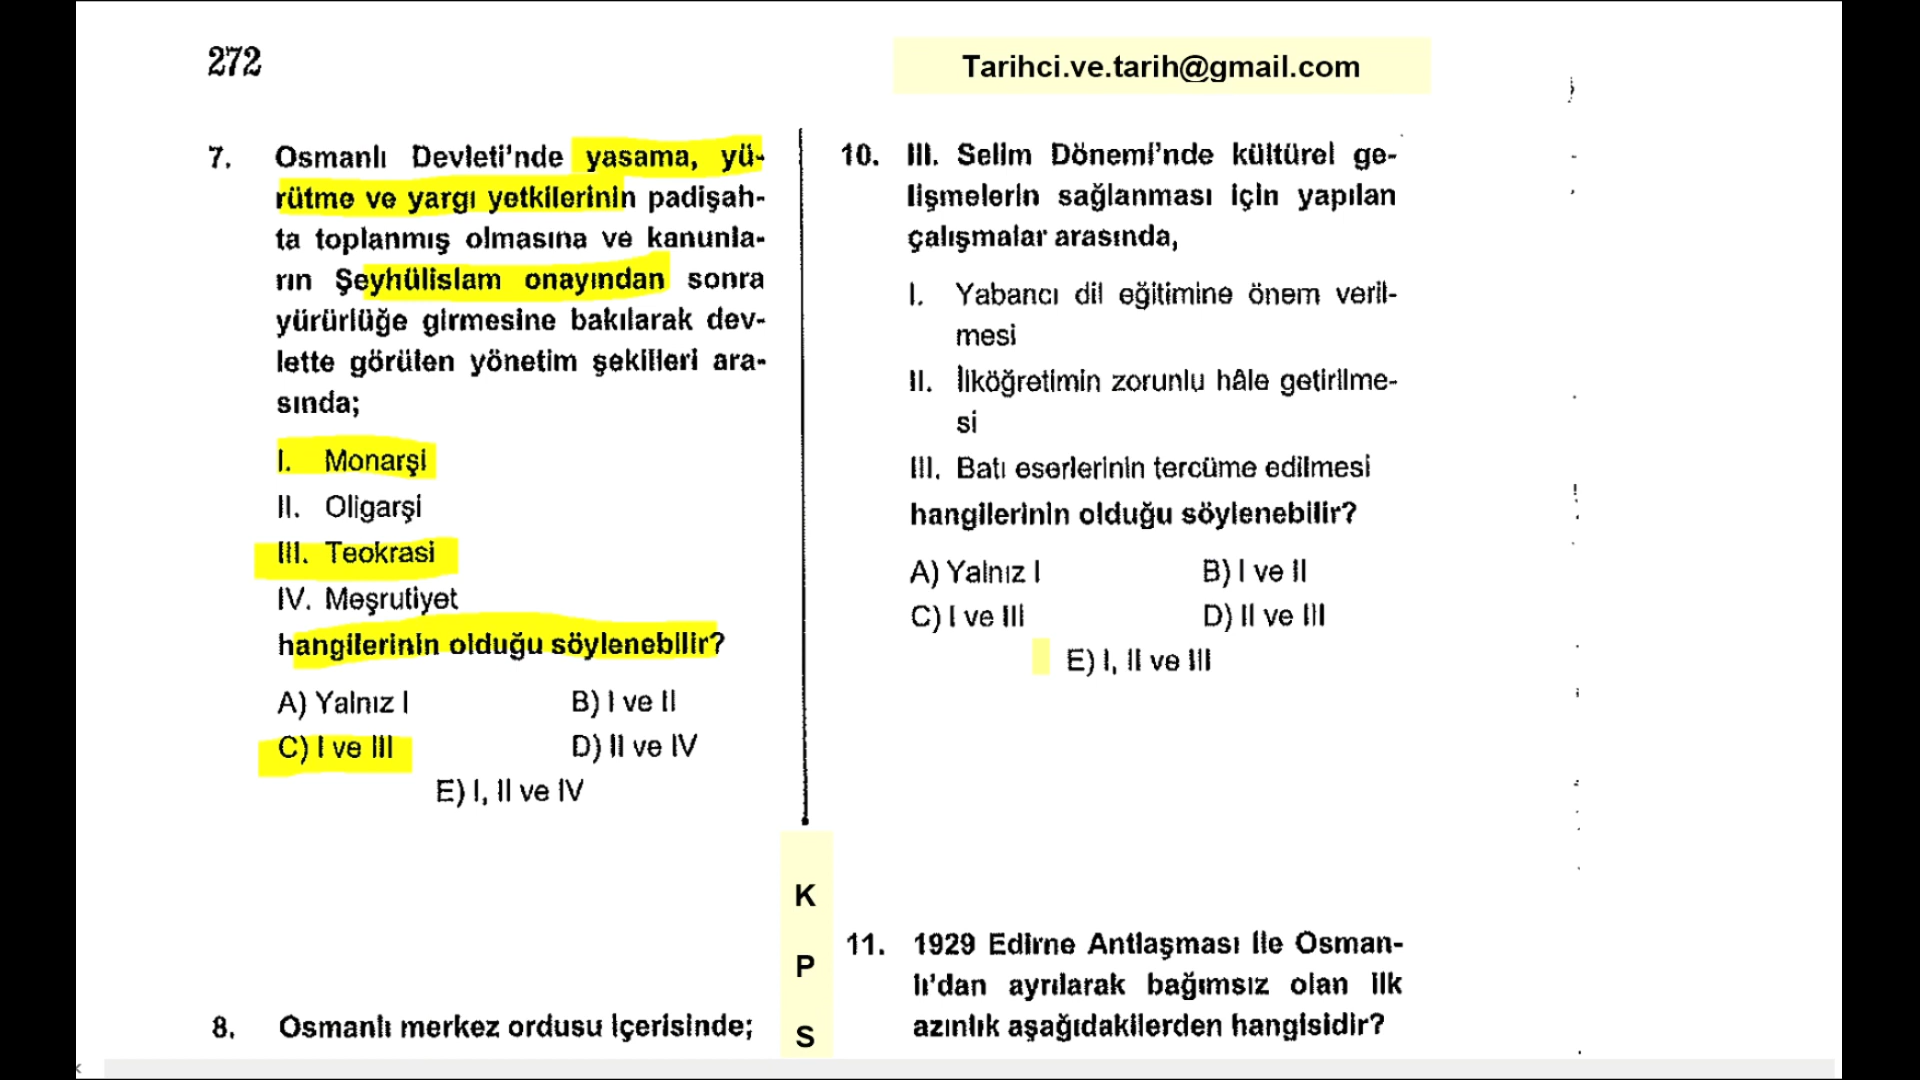 272
Tarihci.ve.tarih@gmail.com
7. Osmanlı Devleti'nde yasama, yü-
rütme ve yargı yetkilerinin padişah-
ta toplanmış olmasına ve kanunla-
rın Şeyhülislam onayından sonra
yürürlüğe girmesine bakılarak dev-
lette görülen yönetim şekilleri ara-
sında;
I. Monarşi
II. Oligarşi
III. Teokrasi
IV. Meşrutiyet
hangilerinin olduğu söylenebilir?
A) Yalnız I B) I ve II
C) I ve III D) II ve IV
E) I, II ve IV
8. Osmanlı merkez ordusu içerisinde;
K
P
S
10. III. Selim Dönemi'nde kültürel ge-
lişmelerin sağlanması için yapılan
çalışmalar arasında,
I. Yabancı dil eğitimine önem veril-
mesi
II. İlköğretimin zorunlu hâle getirilme-
si
III. Batı eserlerinin tercüme edilmesi
hangilerinin olduğu söylenebilir?
A) Yalnız I B) I ve II
C) I ve III D) II ve III
E) I, II ve III
11. 1929 Edirne Antlaşması ile Osman-
lı'dan ayrılarak bağımsız olan ilk
azınlık aşağıdakilerden hangisidir?